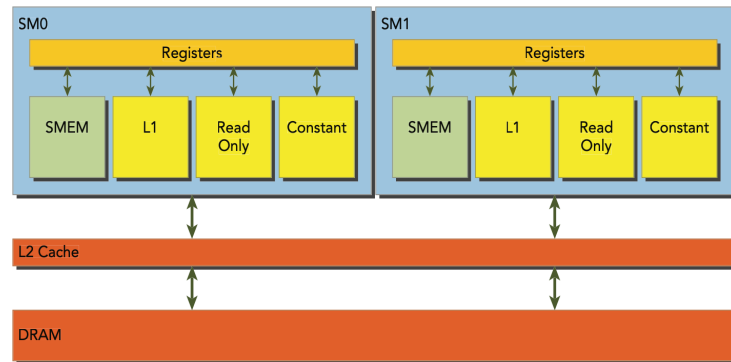 SM0
Registers
SMEM
L1
Read
Only
Constant
SM1
Registers
SMEM
L1
Read
Only
Constant
L2 Cache
DRAM